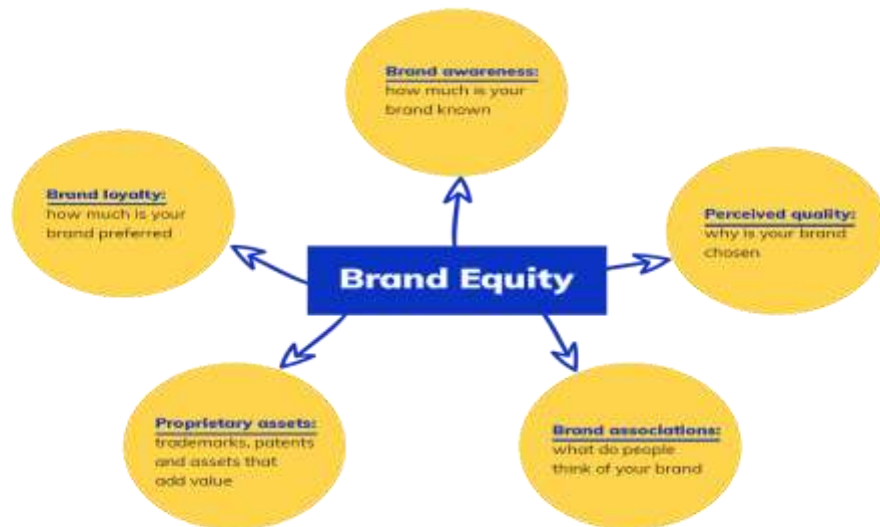 Brand awareness:
how much is your
brand known
Brand loyalty:
how much is your
brand preferred
Perceived quality:
why is your brand
chosen
Brand Equity
Proprietary assets:
trademarks, patents
and assets that
add value
Brand associations:
what do people
think of your brand